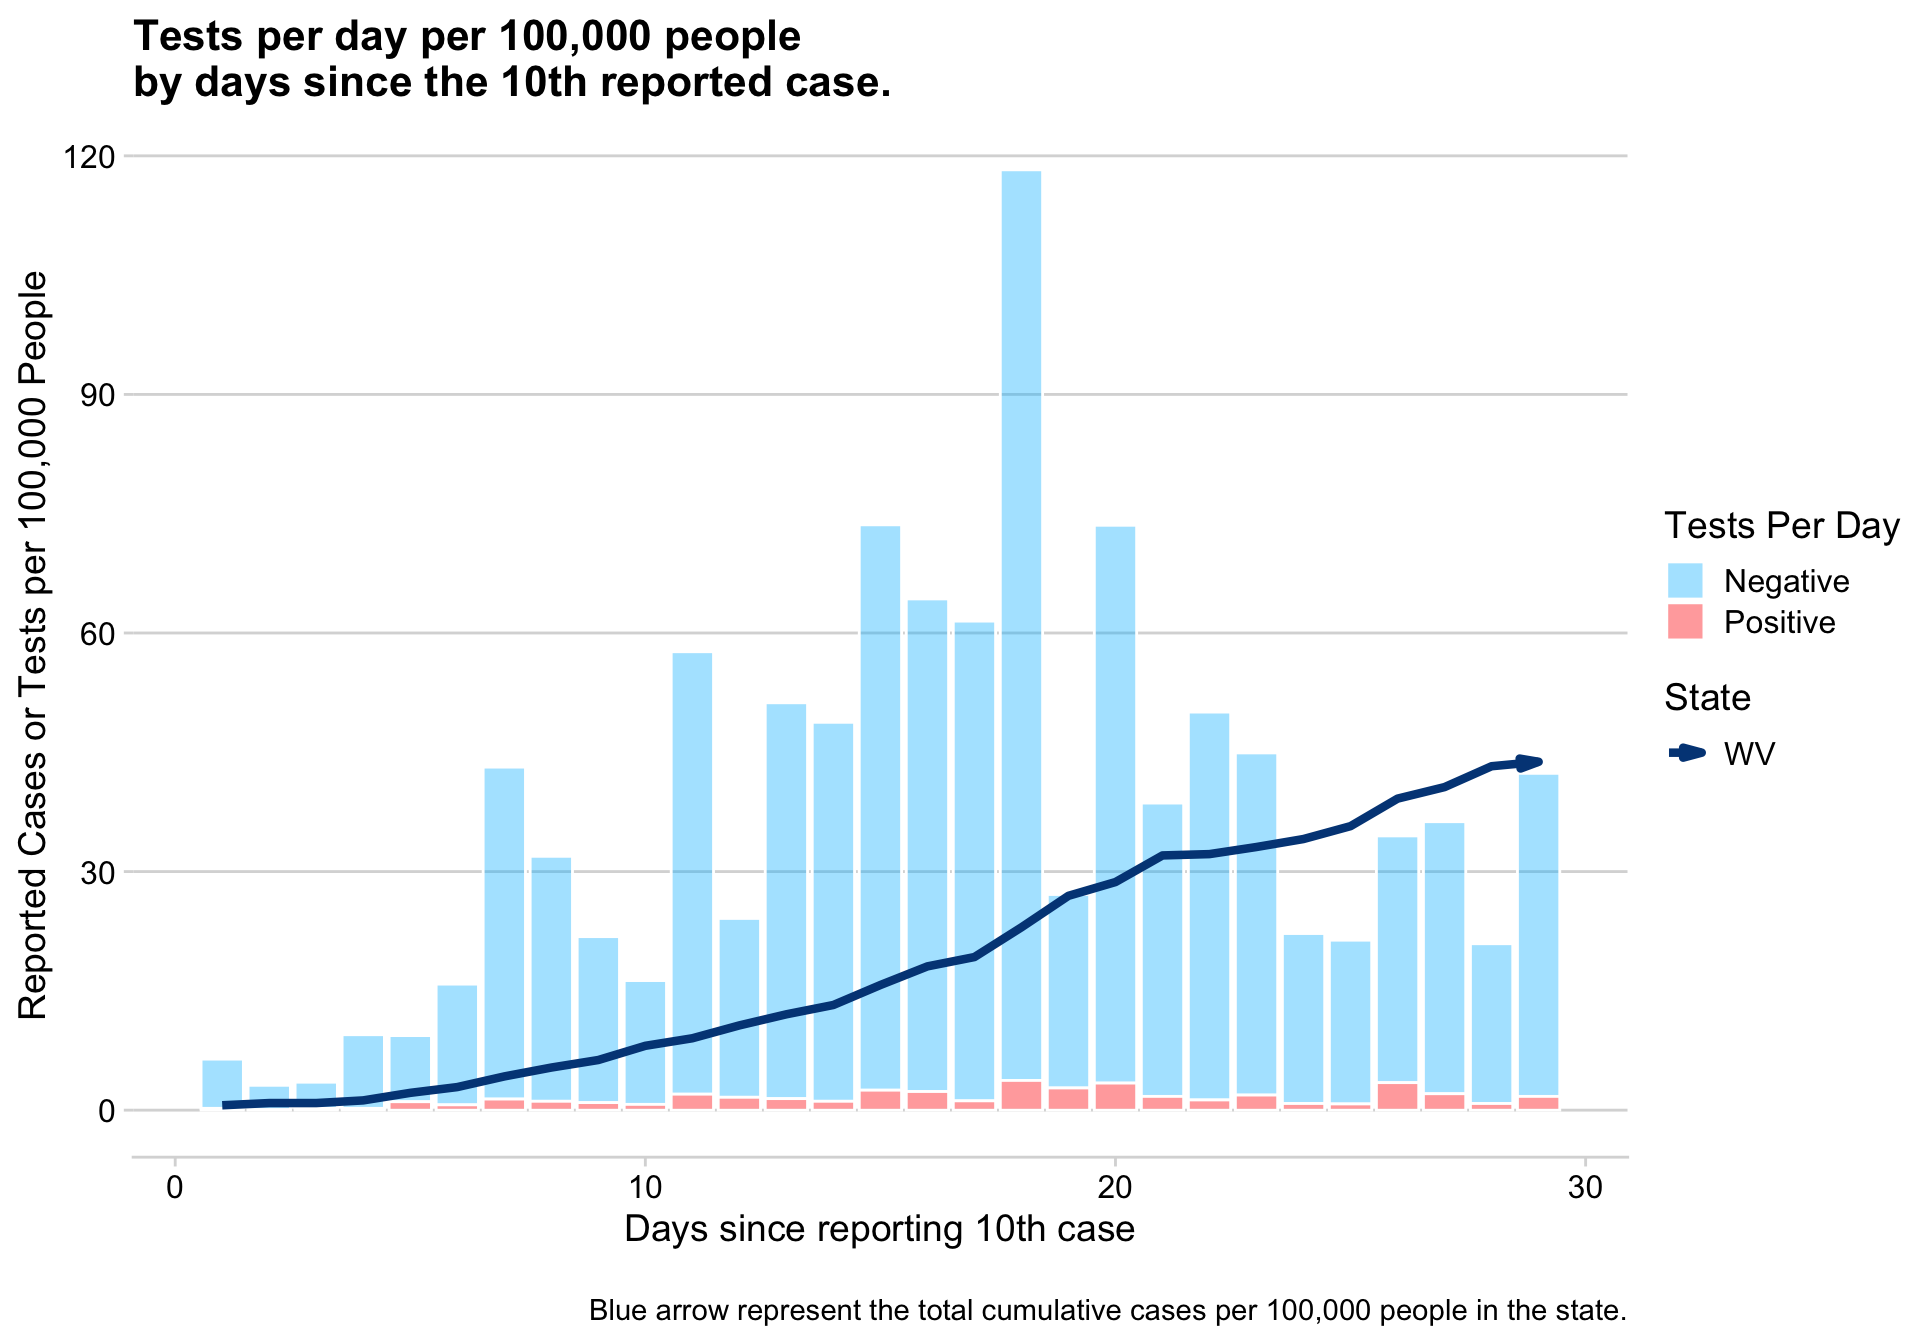 Tests per day per 100,000 people
by days since the 10th reported case.
Reported Cases or Tests per 100,000 People
120
90
60
30
0
0
10
20
30
Days since reporting 10th case
Tests Per Day
Negative
Positive
State
WV
Blue arrow represent the total cumulative cases per 100,000 people in the state.